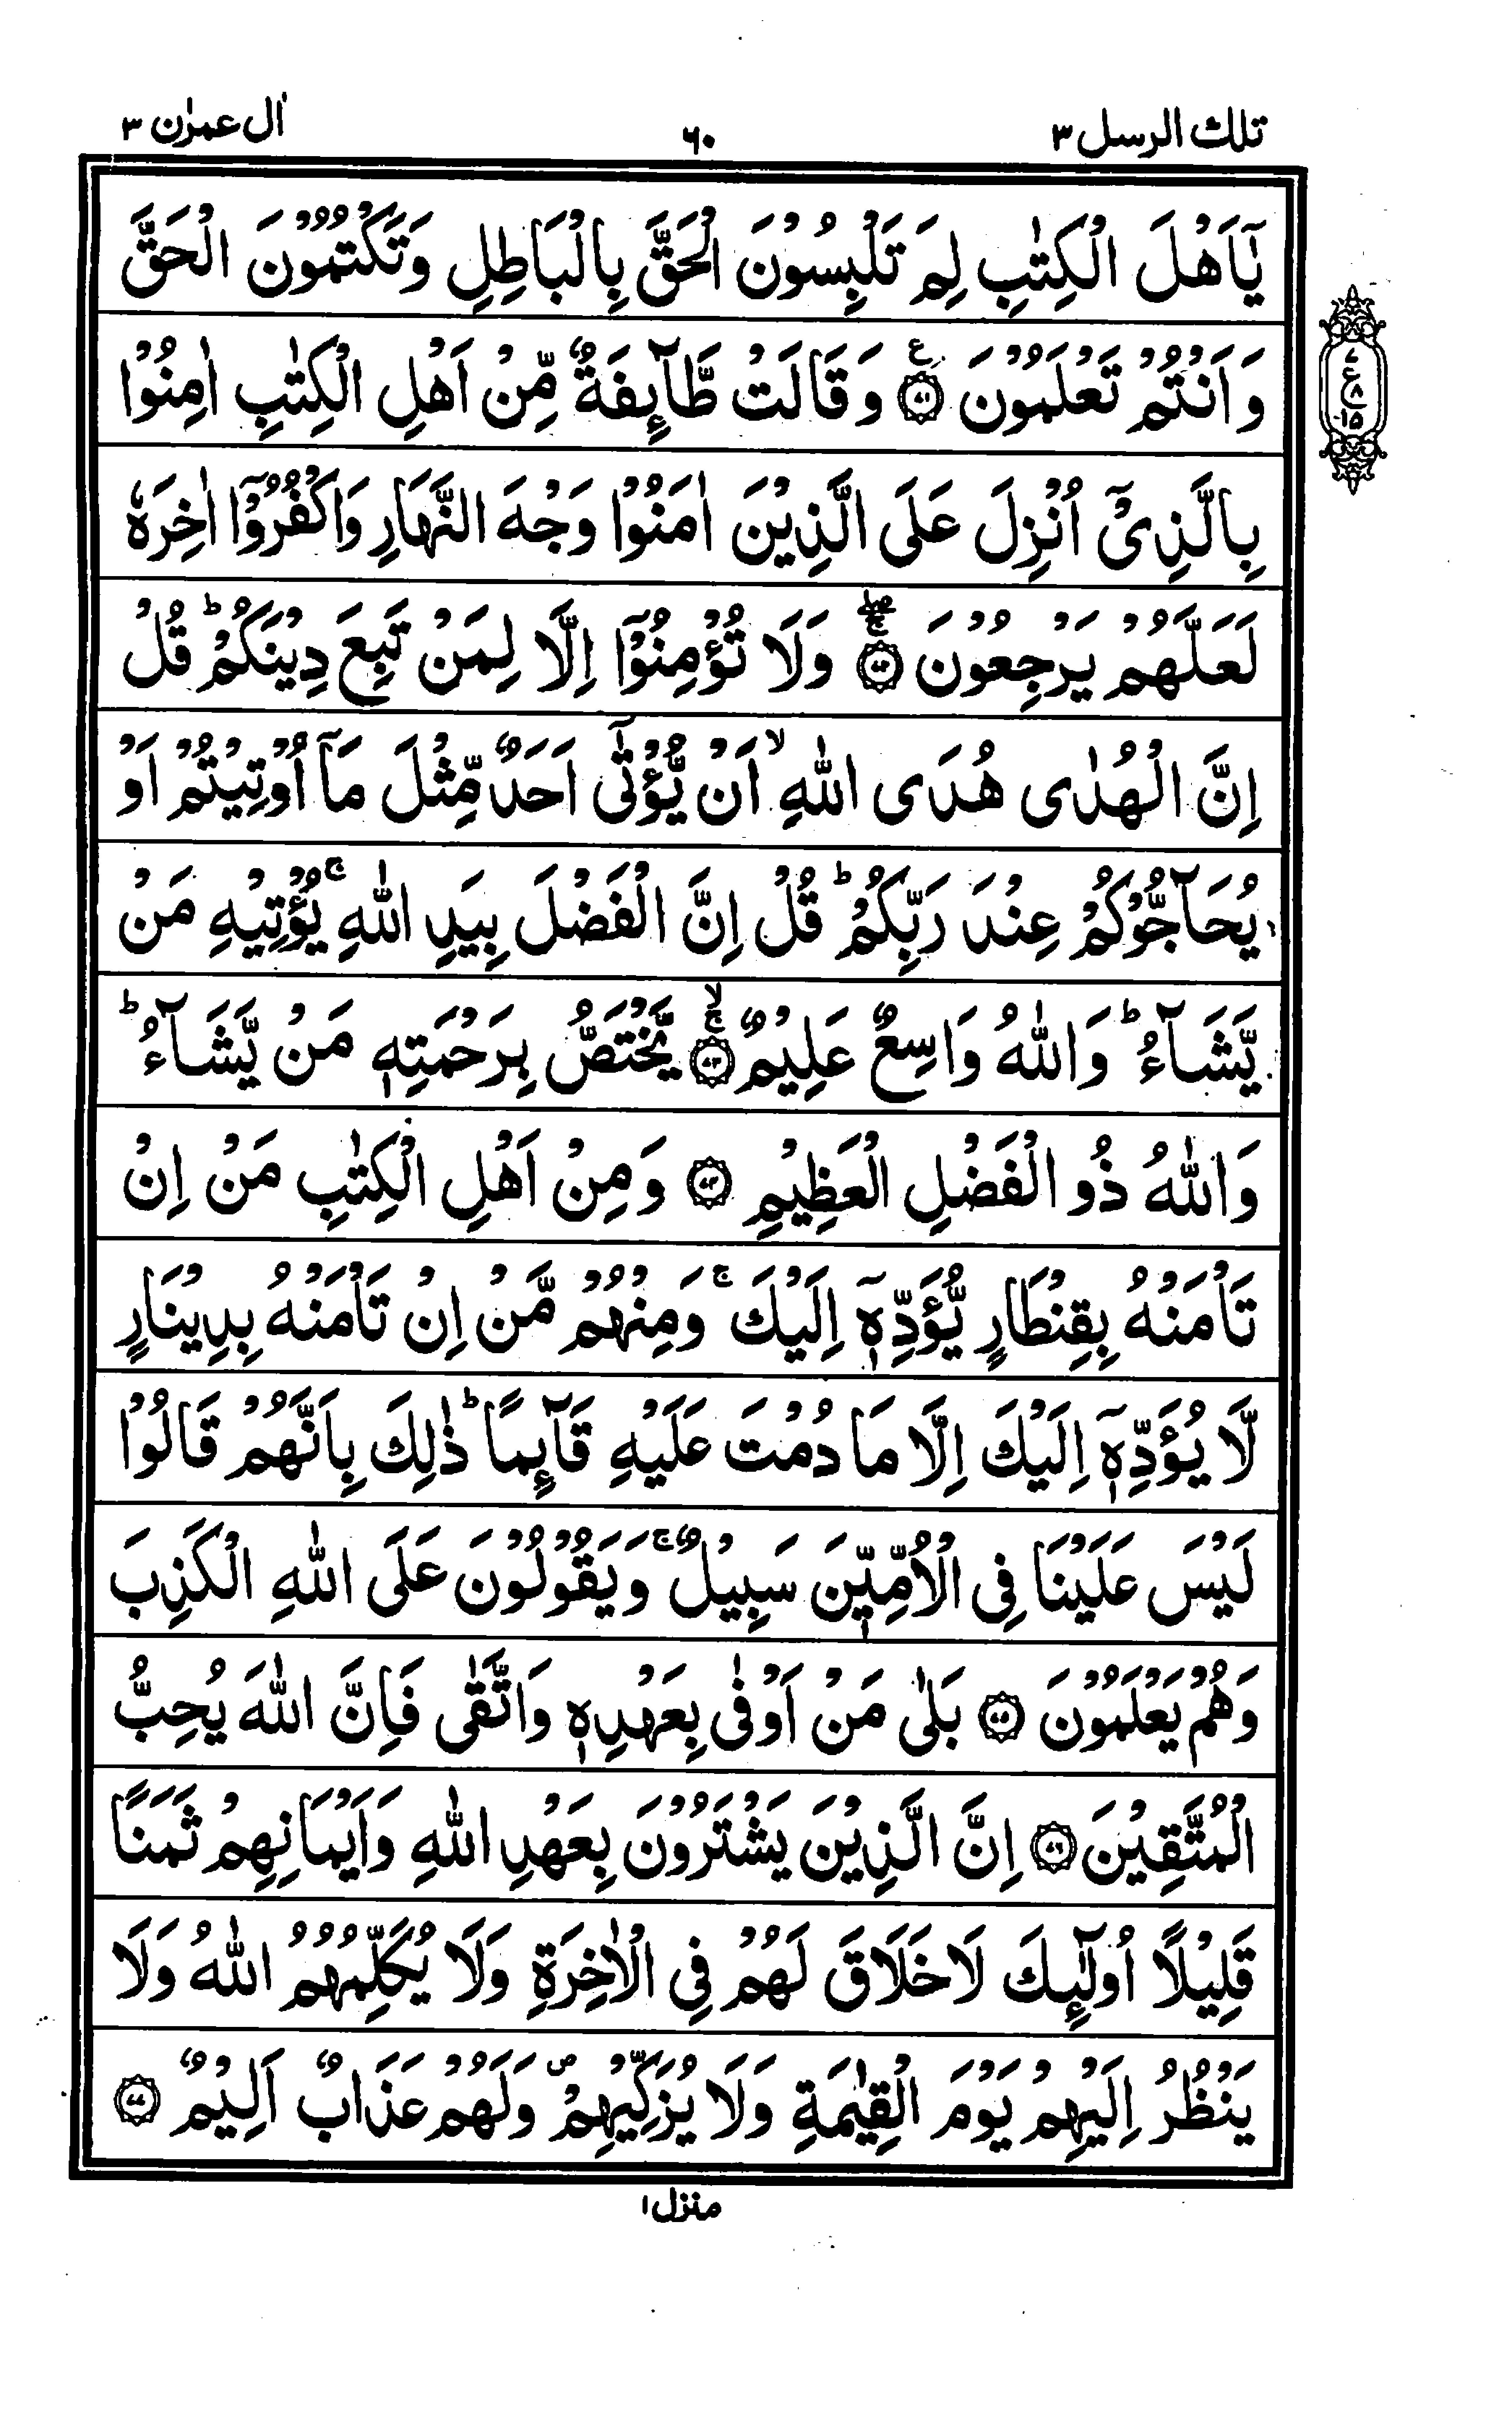 تلك الرسل ٣
٦٠
اٰل عمرٰن ٣
يٰٓاَهْلَ الْكِتٰبِ لِمَ تَلْبِسُوْنَ الْحَقَّ بِالْبَاطِلِ وَتَكْتُمُوْنَ الْحَقَّ
وَاَنْتُمْ تَعْلَمُوْنَ ۝٧١ ع وَقَالَتْ طَّآئِفَةٌ مِّنْ اَهْلِ الْكِتٰبِ اٰمِنُوْا
ع
٧
٨
١٥
بِالَّذِيْٓ اُنْزِلَ عَلَى الَّذِيْنَ اٰمَنُوْا وَجْهَ النَّهَارِ وَاكْفُرُوْٓا اٰخِرَهٗ
لَعَلَّهُمْ يَرْجِعُوْنَ ۝٧٢ وَلَا تُؤْمِنُوْٓا اِلَّا لِمَنْ تَبِعَ دِيْنَكُمْ ؕ قُلْ
اِنَّ الْهُدٰى هُدَى اللّٰهِ ۙ اَنْ يُّؤْتٰٓى اَحَدٌ مِّثْلَ مَآ اُوْتِيْتُمْ اَوْ
يُحَآجُّوْكُمْ عِنْدَ رَبِّكُمْ ؕ قُلْ اِنَّ الْفَضْلَ بِيَدِ اللّٰهِ ۚ يُؤْتِيْهِ مَنْ
يَّشَآءُ ؕ وَاللّٰهُ وَاسِعٌ عَلِيْمٌ ۝٧٣ ۙۚ يَّخْتَصُّ بِرَحْمَتِهٖ مَنْ يَّشَآءُ ؕ
وَاللّٰهُ ذُو الْفَضْلِ الْعَظِيْمِ ۝٧٤ وَمِنْ اَهْلِ الْكِتٰبِ مَنْ اِنْ
تَاْمَنْهُ بِقِنْطَارٍ يُّؤَدِّهٖٓ اِلَيْكَ ۚ وَمِنْهُمْ مَّنْ اِنْ تَاْمَنْهُ بِدِيْنَارٍ
لَّا يُؤَدِّهٖٓ اِلَيْكَ اِلَّا مَا دُمْتَ عَلَيْهِ قَآئِمًا ؕ ذٰلِكَ بِاَنَّهُمْ قَالُوْا
لَيْسَ عَلَيْنَا فِى الْاُمِّيّٖنَ سَبِيْلٌ ۚ وَيَقُوْلُوْنَ عَلَى اللّٰهِ الْكَذِبَ
وَهُمْ يَعْلَمُوْنَ ۝٧٥ بَلٰى مَنْ اَوْفٰى بِعَهْدِهٖ وَاتَّقٰى فَاِنَّ اللّٰهَ يُحِبُّ
الْمُتَّقِيْنَ ۝٧٦ اِنَّ الَّذِيْنَ يَشْتَرُوْنَ بِعَهْدِ اللّٰهِ وَاَيْمَانِهِمْ ثَمَنًا
قَلِيْلًا اُولٰٓئِكَ لَا خَلَاقَ لَهُمْ فِى الْاٰخِرَةِ وَلَا يُكَلِّمُهُمُ اللّٰهُ وَلَا
يَنْظُرُ اِلَيْهِمْ يَوْمَ الْقِيٰمَةِ وَلَا يُزَكِّيْهِمْ ۪ وَلَهُمْ عَذَابٌ اَلِيْمٌ ۝٧٧
منزل ١